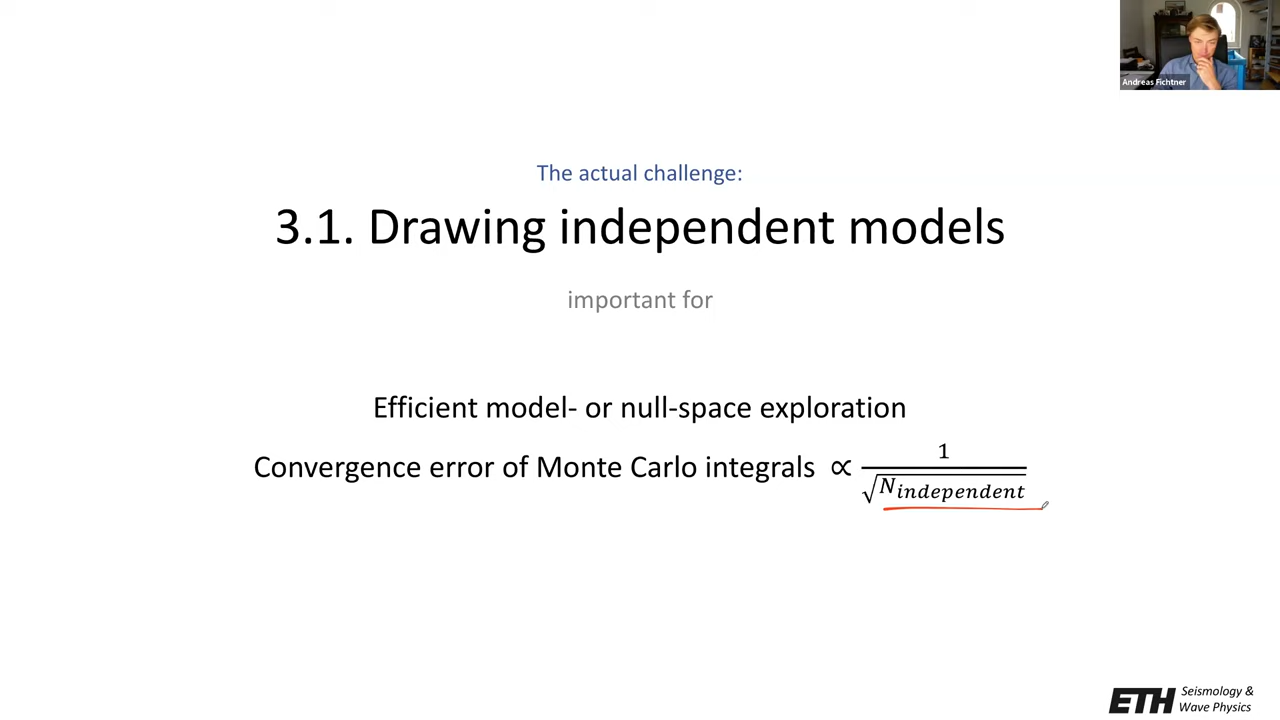 Andreas Fichtner
The actual challenge:
3.1. Drawing independent models
important for
Efficient model- or null-space exploration
Convergence error of Monte Carlo integrals ∝ 1/√N_independent
ETH Seismology &
Wave Physics